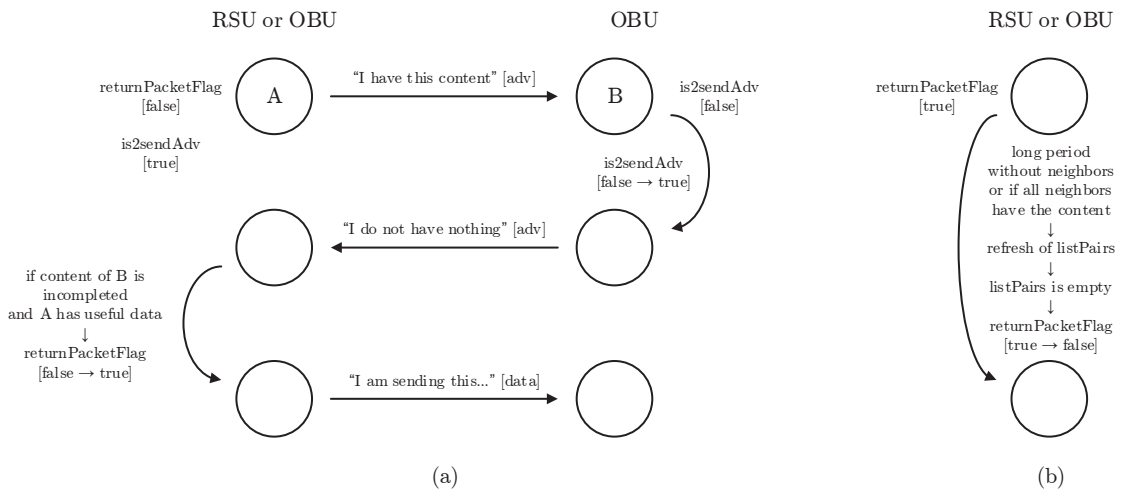 RSU or OBU
OBU
returnPacketFlag
[false]
A
“I have this content” [adv]
B
is2sendAdv
[false]
is2sendAdv
[true]
is2sendAdv
[false → true]
“I do not have nothing” [adv]
if content of B is
incompleted
and A has useful data
↓
returnPacketFlag
[false → true]
“I am sending this...” [data]
(a)
RSU or OBU
returnPacketFlag
[true]
long period
without neighbors
or if all neighbors
have the content
↓
refresh of listPairs
↓
listPairs is empty
↓
returnPacketFlag
[true → false]
(b)